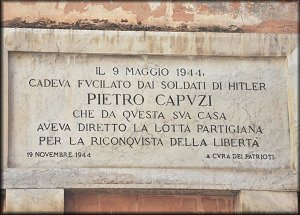 IL 9 MAGGIO 1944.
CADEVA FVCILATO DAI SOLDATI DI HITLER
PIETRO CAPVZI
CHE DA QVESTA SVA CASA
AVEVA DIRETTO LA LOTTA PARTIGIANA
PER LA RICONQVISTA DELLA LIBERTÀ
19 NOVEMBRE 1944 A CVRA DEI PATRIOTI